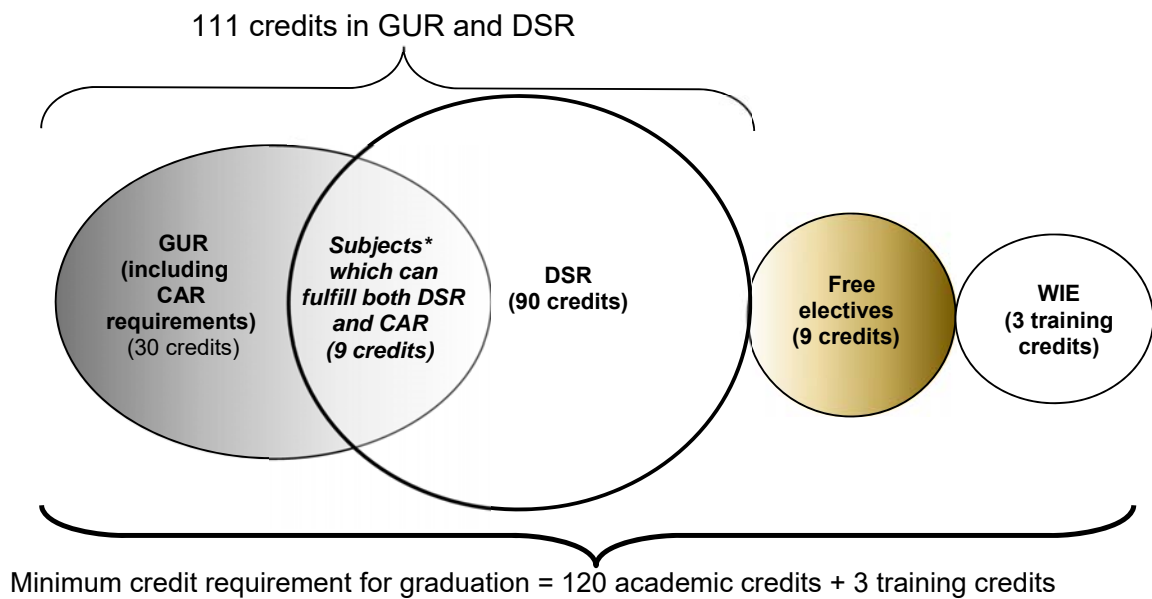 111 credits in GUR and DSR
GUR
(including
CAR
requirements)
(30 credits)
Subjects*
which can
fulfill both DSR
and CAR
(9 credits)
DSR
(90 credits)
Free
electives
(9 credits)
WIE
(3 training
credits)
Minimum credit requirement for graduation = 120 academic credits + 3 training credits